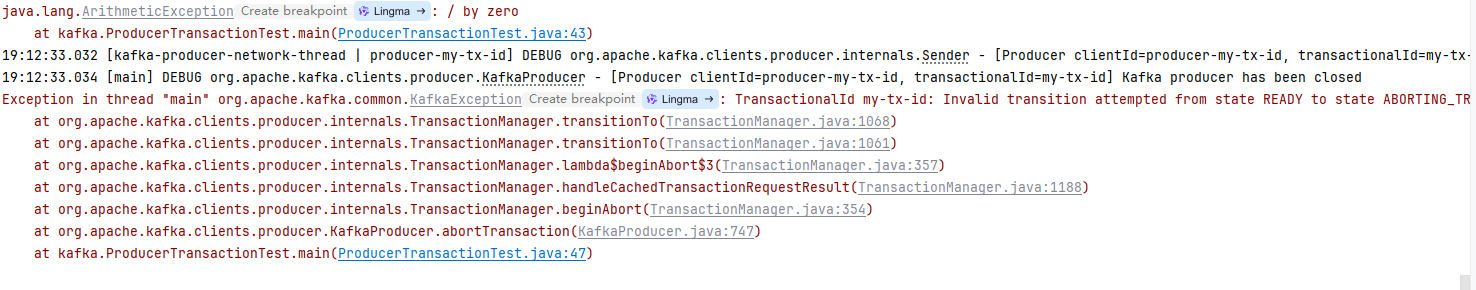 java.lang.ArithmeticException Create breakpoint Lingma → : / by zero
at kafka.ProducerTransactionTest.main(ProducerTransactionTest.java:43)
19:12:33.032 [kafka-producer-network-thread | producer-my-tx-id] DEBUG org.apache.kafka.clients.producer.internals.Sender - [Producer clientId=producer-my-tx-id, transactionalId=my-tx-
19:12:33.034 [main] DEBUG org.apache.kafka.clients.producer.KafkaProducer - [Producer clientId=producer-my-tx-id, transactionalId=my-tx-id] Kafka producer has been closed
Exception in thread "main" org.apache.kafka.common.KafkaException Create breakpoint Lingma → : TransactionalId my-tx-id: Invalid transition attempted from state READY to state ABORTING_TR
at org.apache.kafka.clients.producer.internals.TransactionManager.transitionTo(TransactionManager.java:1068)
at org.apache.kafka.clients.producer.internals.TransactionManager.transitionTo(TransactionManager.java:1061)
at org.apache.kafka.clients.producer.internals.TransactionManager.lambda$beginAbort$3(TransactionManager.java:357)
at org.apache.kafka.clients.producer.internals.TransactionManager.handleCachedTransactionRequestResult(TransactionManager.java:1188)
at org.apache.kafka.clients.producer.internals.TransactionManager.beginAbort(TransactionManager.java:354)
at org.apache.kafka.clients.producer.KafkaProducer.abortTransaction(KafkaProducer.java:747)
at kafka.ProducerTransactionTest.main(ProducerTransactionTest.java:47)